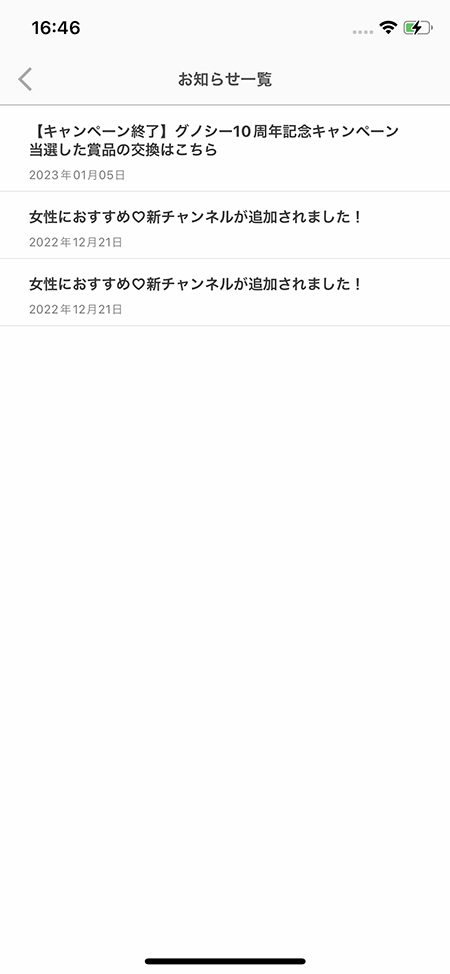 16:46
お知らせ一覧
【キャンペーン終了】グノシー10周年記念キャンペーン
当選した賞品の交換はこちら
2023年01月05日
女性におすすめ♡新チャンネルが追加されました！
2022年12月21日
女性におすすめ♡新チャンネルが追加されました！
2022年12月21日